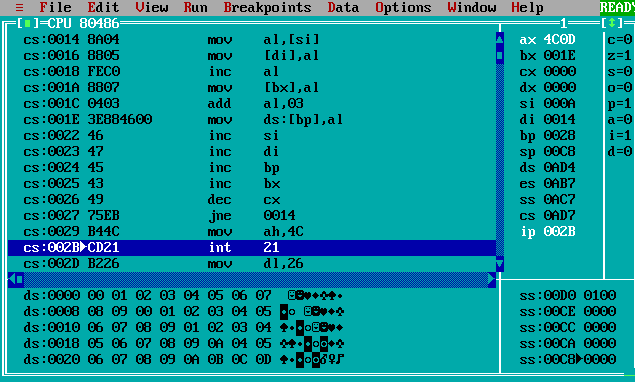 ≡ File Edit View Run Breakpoints Data Options Window Help READY
[■]=CPU 80486 1 [↕]
cs:0014 8A04 mov al,[si] ax 4C0D c=0
cs:0016 8805 mov [di],al bx 001E z=1
cs:0018 FEC0 inc al cx 0000 s=0
cs:001A 8807 mov [bx],al dx 0000 o=0
cs:001C 0403 add al,03 si 000A p=1
cs:001E 3E884600 mov ds:[bp],al di 0014 a=0
cs:0022 46 inc si bp 0028 i=1
cs:0023 47 inc di sp 00C8 d=0
cs:0024 45 inc bp ds 0AD4
cs:0025 43 inc bx es 0AB7
cs:0026 49 dec cx ss 0AC7
cs:0027 75EB jne 0014 cs 0AD7
cs:0029 B44C mov ah,4C ip 002B
cs:002B►CD21 int 21
cs:002D B226 mov dl,26
ds:0000 00 01 02 03 04 05 06 07 ☺☻♥♦♣♠• ss:00D0 0100
ds:0008 08 09 00 01 02 03 04 05 ◘○ ☺☻♥♦♣ ss:00CE 0000
ds:0010 06 07 08 09 01 02 03 04 ♠•◘○☺☻♥♦ ss:00CC 0000
ds:0018 05 06 07 08 09 0A 04 05 ♣♠•◘○◙♦♣ ss:00CA 0000
ds:0020 06 07 08 09 0A 0B 0C 0D ♠•◘○◙♂♀♪ ss:00C8►0000